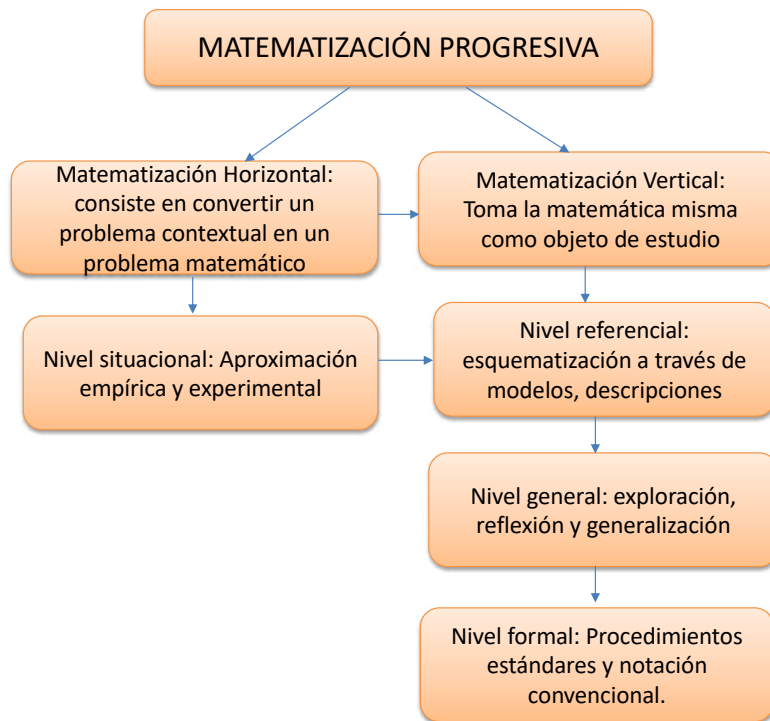 MATEMATIZACIÓN PROGRESIVA
Matematización Horizontal:
consiste en convertir un
problema contextual en un
problema matemático
Matematización Vertical:
Toma la matemática misma
como objeto de estudio
Nivel situacional: Aproximación
empírica y experimental
Nivel referencial:
esquematización a través de
modelos, descripciones
Nivel general: exploración,
reflexión y generalización
Nivel formal: Procedimientos
estándares y notación
convencional.